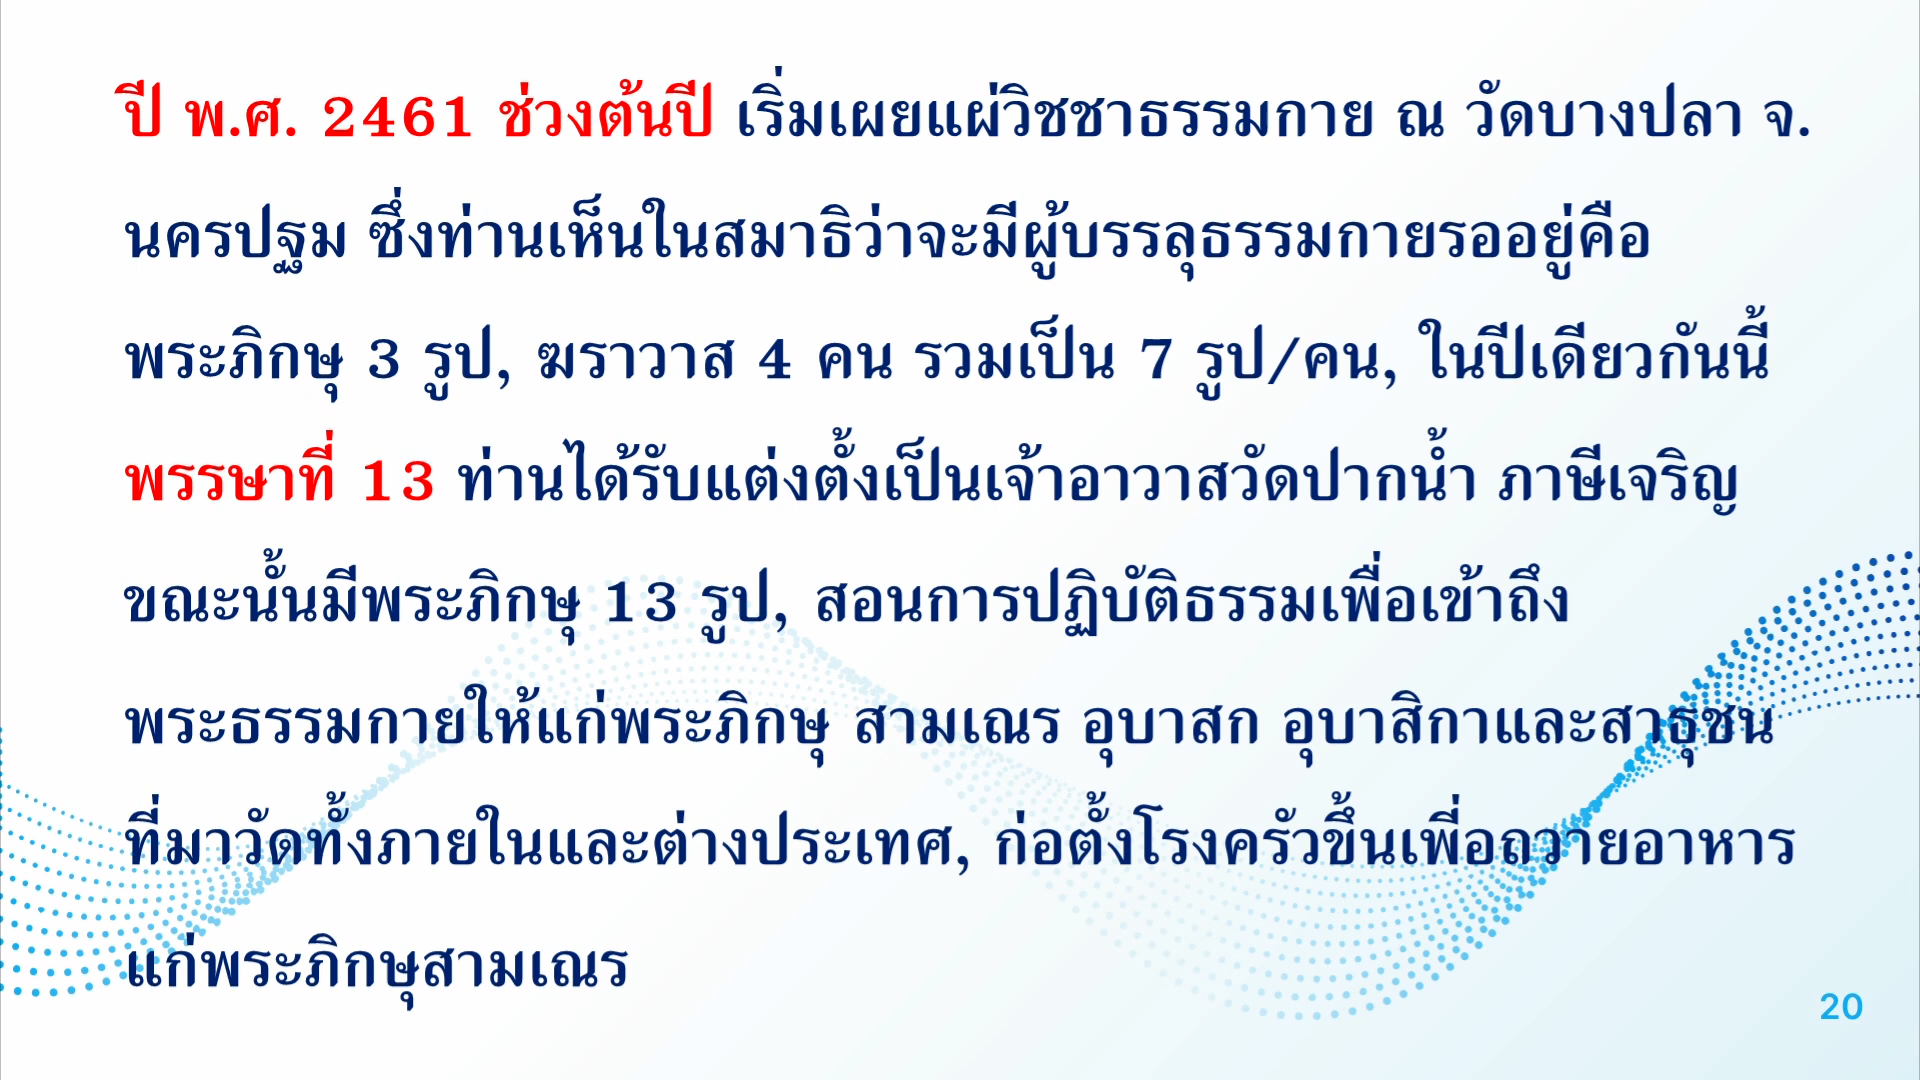 ปี พ.ศ. 2461 ช่วงต้นปี เริ่มเผยแผ่วิชชาธรรมกาย ณ วัดบางปลา จ.
นครปฐม ซึ่งท่านเห็นในสมาธิว่าจะมีผู้บรรลุธรรมกายรออยู่คือ
พระภิกษุ 3 รูป, ฆราวาส 4 คน รวมเป็น 7 รูป/คน, ในปีเดียวกันนี้
พรรษาที่ 13 ท่านได้รับแต่งตั้งเป็นเจ้าอาวาสวัดปากน้ำ ภาษีเจริญ
ขณะนั้นมีพระภิกษุ 13 รูป, สอนการปฏิบัติธรรมเพื่อเข้าถึง
พระธรรมกายให้แก่พระภิกษุ สามเณร อุบาสก อุบาสิกาและสาธุชน
ที่มาวัดทั้งภายในและต่างประเทศ, ก่อตั้งโรงครัวขึ้นเพี่อถวายอาหาร
แก่พระภิกษุสามเณร
20